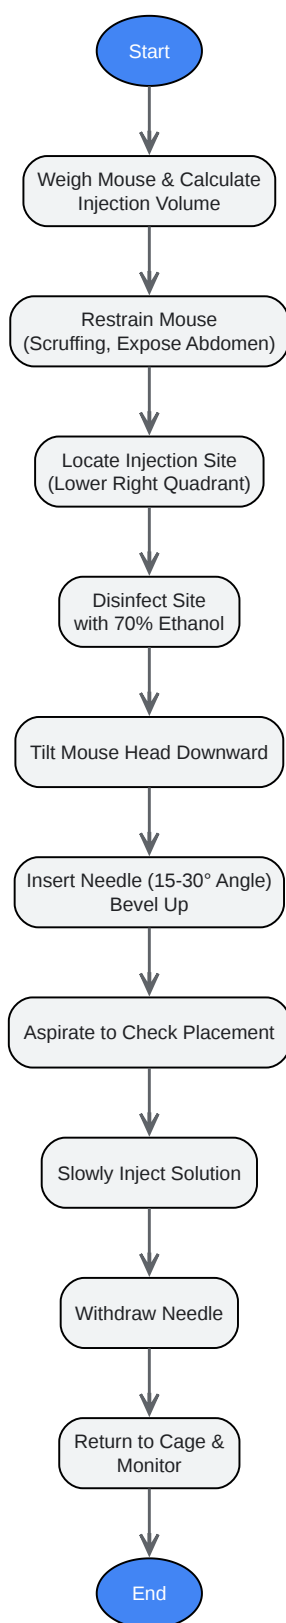 Start
Weigh Mouse & Calculate
Injection Volume
Restrain Mouse
(Scruffing, Expose Abdomen)
Locate Injection Site
(Lower Right Quadrant)
Disinfect Site
with 70% Ethanol
Tilt Mouse Head Downward
Insert Needle (15-30° Angle)
Bevel Up
Aspirate to Check Placement
Slowly Inject Solution
Withdraw Needle
Return to Cage &
Monitor
End